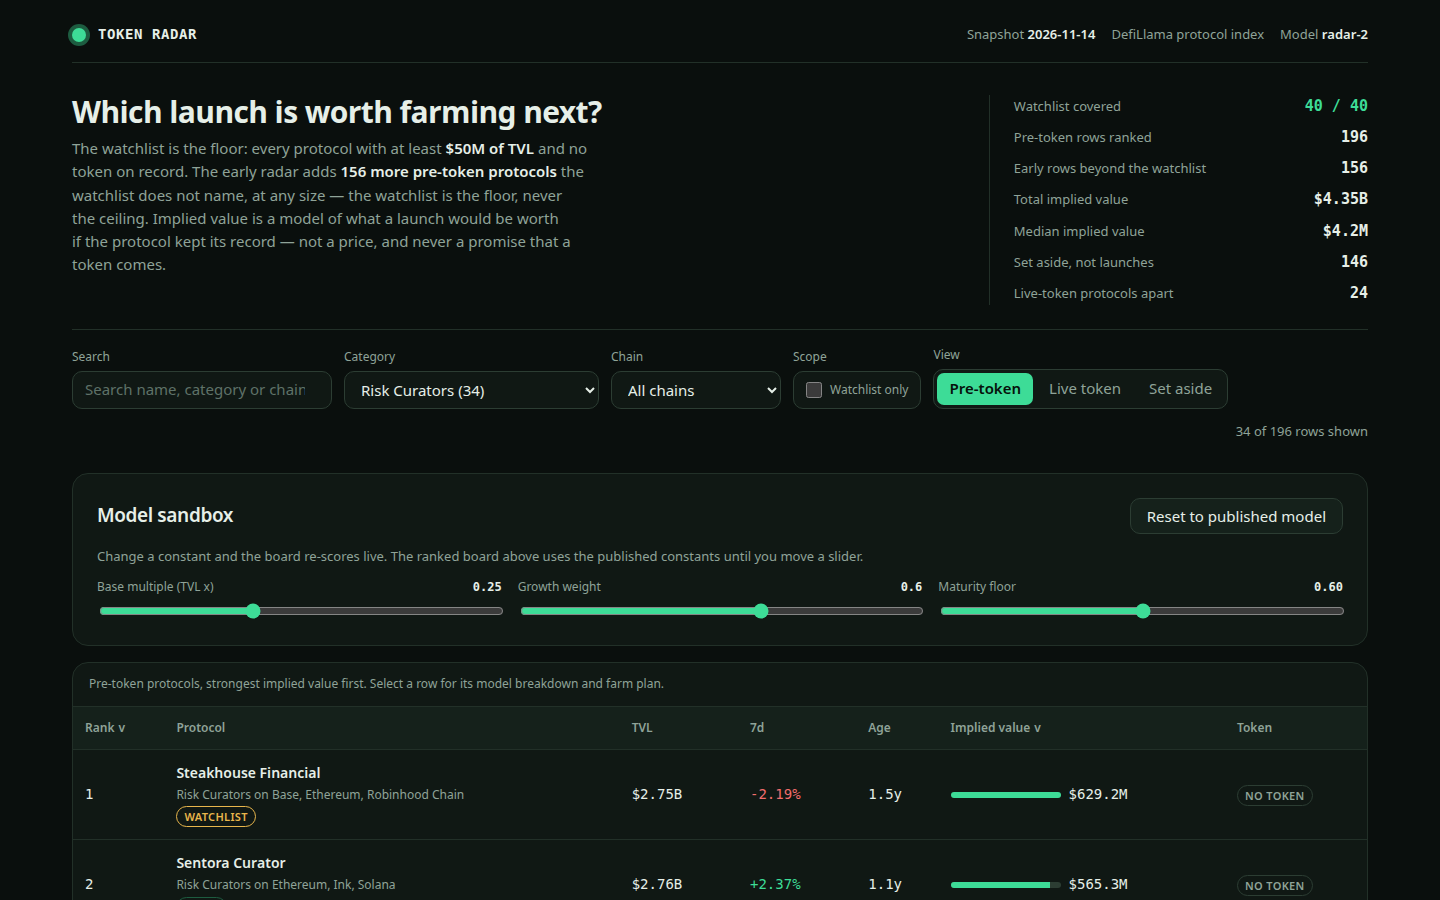 TOKEN RADAR
Snapshot 2026-11-14 DefiLlama protocol index Model radar-2
Which launch is worth farming next?
The watchlist is the floor: every protocol with at least $50M of TVL and no
token on record. The early radar adds 156 more pre-token protocols the
watchlist does not name, at any size — the watchlist is the floor, never
the ceiling. Implied value is a model of what a launch would be worth
if the protocol kept its record — not a price, and never a promise that a
token comes.
Watchlist covered 40 / 40
Pre-token rows ranked 196
Early rows beyond the watchlist 156
Total implied value $4.35B
Median implied value $4.2M
Set aside, not launches 146
Live-token protocols apart 24
Search Category Chain Scope View
Search name, category or chain Risk Curators (34) All chains Watchlist only Pre-token Live token Set aside
34 of 196 rows shown
Model sandbox
Reset to published model
Change a constant and the board re-scores live. The ranked board above uses the published constants until you move a slider.
Base multiple (TVL x) 0.25 Growth weight 0.6 Maturity floor 0.60
Pre-token protocols, strongest implied value first. Select a row for its model breakdown and farm plan.
Rank v Protocol TVL 7d Age Implied value v Token
Steakhouse Financial
1 Risk Curators on Base, Ethereum, Robinhood Chain $2.75B -2.19% 1.5y $629.2M NO TOKEN
WATCHLIST
Sentora Curator
2 Risk Curators on Ethereum, Ink, Solana $2.76B +2.37% 1.1y $565.3M NO TOKEN